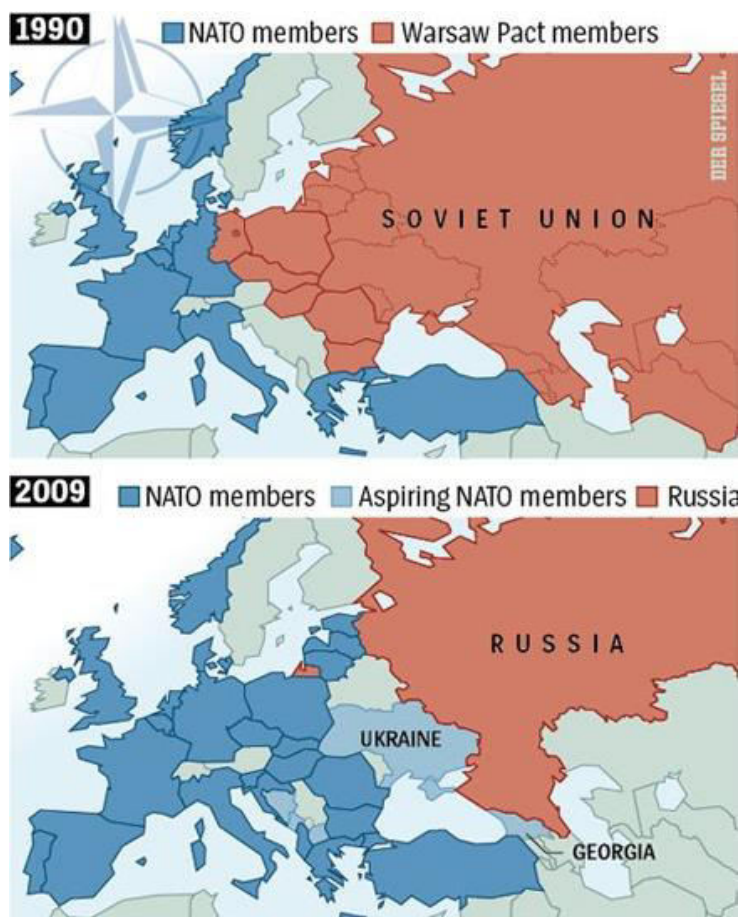 1990 NATO members Warsaw Pact members
DER SPIEGEL
SOVIET UNION
2009 NATO members Aspiring NATO members Russia
RUSSIA
UKRAINE
GEORGIA